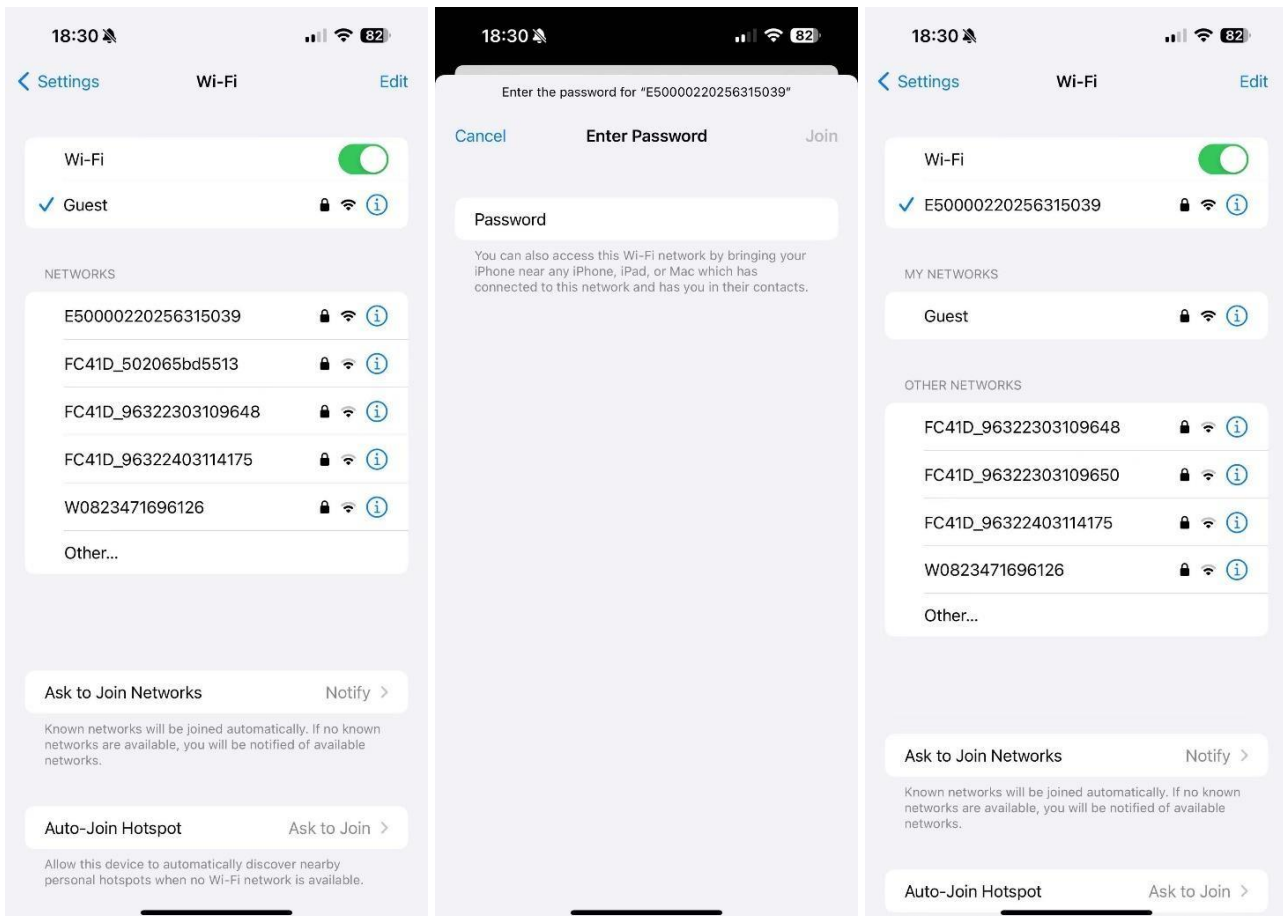 18:30
82
Settings
Wi-Fi
Edit
Wi-Fi
Guest
NETWORKS
E50000220256315039
FC41D_502065bd5513
FC41D_96322303109648
FC41D_96322403114175
W0823471696126
Other...
Ask to Join Networks
Notify
Known networks will be joined automatically. If no known
networks are available, you will be notified of available
networks.
Auto-Join Hotspot
Ask to Join
Allow this device to automatically discover nearby
personal hotspots when no Wi-Fi network is available.
18:30
82
Enter the password for “E50000220256315039”
Cancel
Enter Password
Join
Password
You can also access this Wi-Fi network by bringing your
iPhone near any iPhone, iPad, or Mac which has
connected to this network and has you in their contacts.
18:30
82
Settings
Wi-Fi
Edit
Wi-Fi
E50000220256315039
MY NETWORKS
Guest
OTHER NETWORKS
FC41D_96322303109648
FC41D_96322303109650
FC41D_96322403114175
W0823471696126
Other...
Ask to Join Networks
Notify
Known networks will be joined automatically. If no known
networks are available, you will be notified of available
networks.
Auto-Join Hotspot
Ask to Join